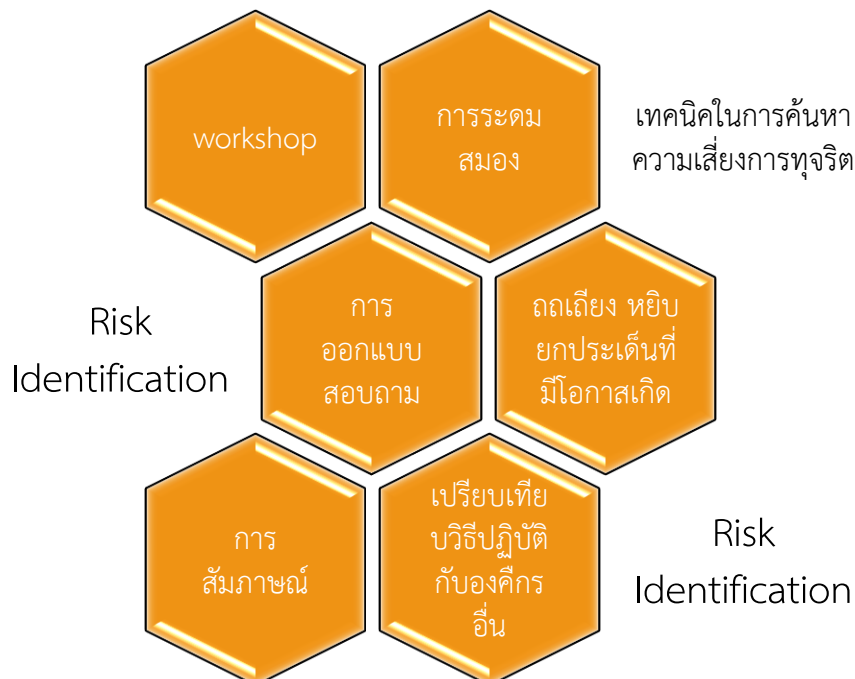 workshop
การระดม
สมอง
เทคนิคในการค้นหา
ความเสี่ยงการทุจริต
Risk
Identification
การ
ออกแบบ
สอบถาม
ถถเถียง หยิบ
ยกประเด็นที่
มีโอกาสเกิด
การ
สัมภาษณ์
เปรียบเทีย
บวิธีปฏิบัติ
กับองคืกร
อื่น
Risk
Identification